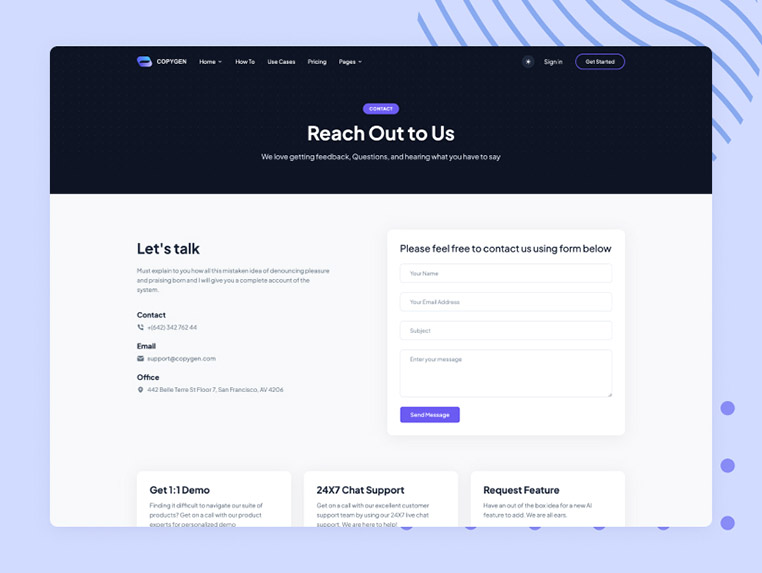 COPYGEN Home How To Use Cases Pricing Pages Sign in Get Started
CONTACT
Reach Out to Us
We love getting feedback, Questions, and hearing what you have to say
Let's talk
Must explain to you how all this mistaken idea of denouncing pleasure
and praising born and I will give you a complete account of the
system.
Contact
+(642) 342 762 44
Email
support@copygen.com
Office
442 Belle Terre St Floor 7, San Francisco, AV 4206
Please feel free to contact us using form below
Your Name
Your Email Address
Subject
Enter your message
Send Message
Get 1:1 Demo
Finding it difficult to navigate our suite of
products? Get on a call with our product
experts for personalized demo
24X7 Chat Support
Get on a call with our excellent customer
support team by using our 24X7 live chat
support. We are here to help!
Request Feature
Have an out of the box idea for a new AI
feature to add. We are all ears.